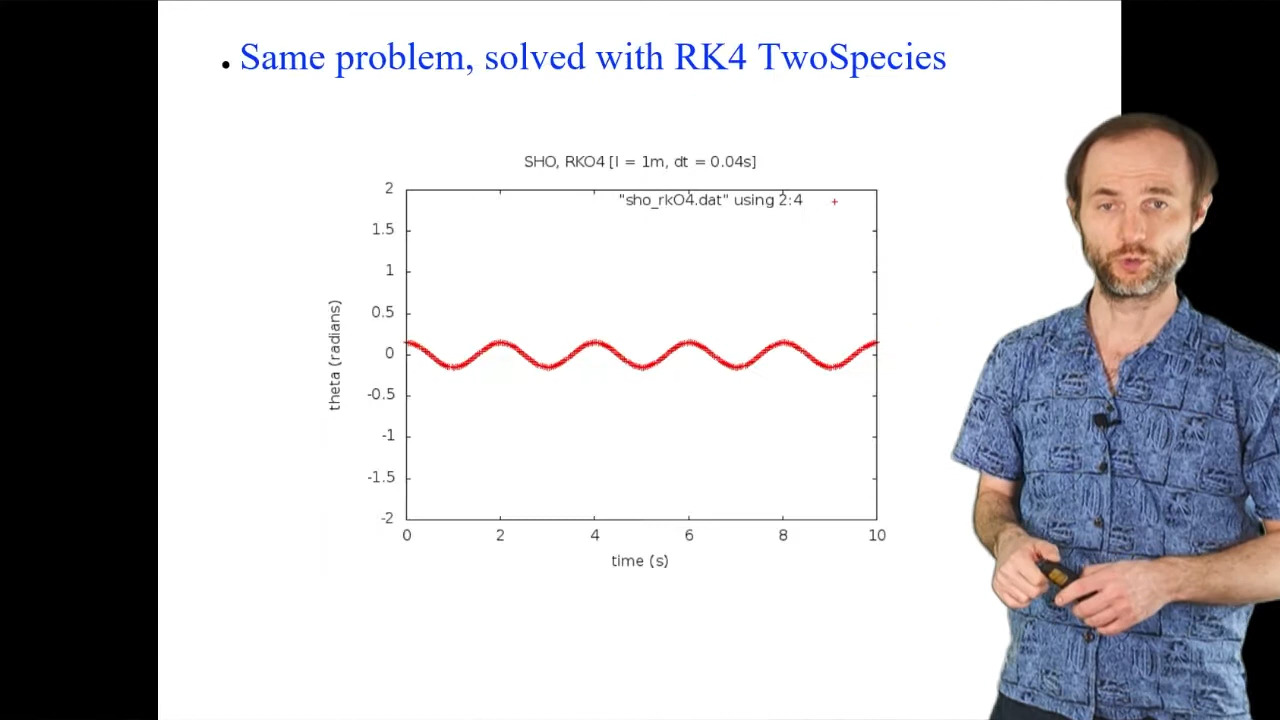 • Same problem, solved with RK4 TwoSpecies
SHO, RKO4 [l = 1m, dt = 0.04s]
"sho_rkO4.dat" using 2:4
2
1.5
1
0.5
0
-0.5
-1
-1.5
-2
theta (radians)
0 2 4 6 8 10
time (s)